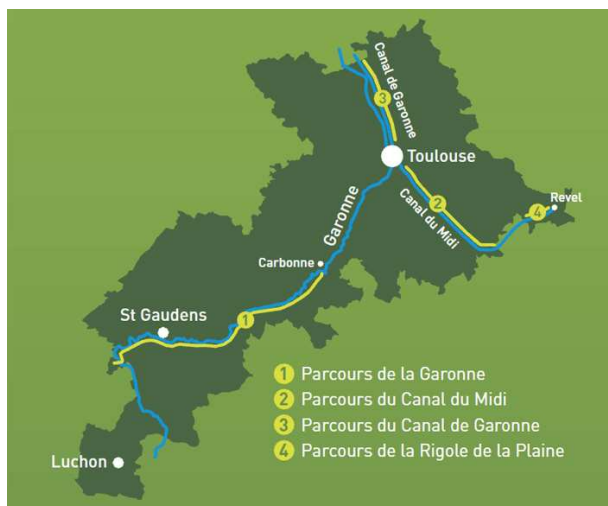 Canal de Garonne
3
Toulouse
Garonne
2
Canal du Midi
Revel
4
Carbonne
St Gaudens
1
1 Parcours de la Garonne
2 Parcours du Canal du Midi
3 Parcours du Canal de Garonne
4 Parcours de la Rigole de la Plaine
Luchon